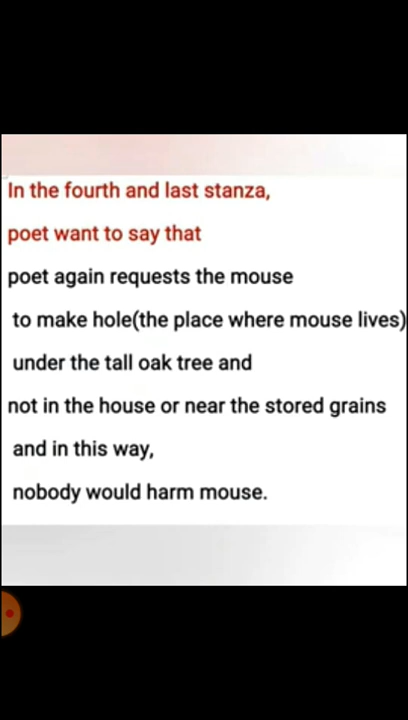 In the fourth and last stanza,
poet want to say that
poet again requests the mouse
to make hole(the place where mouse lives)
under the tall oak tree and
not in the house or near the stored grains
and in this way,
nobody would harm mouse.